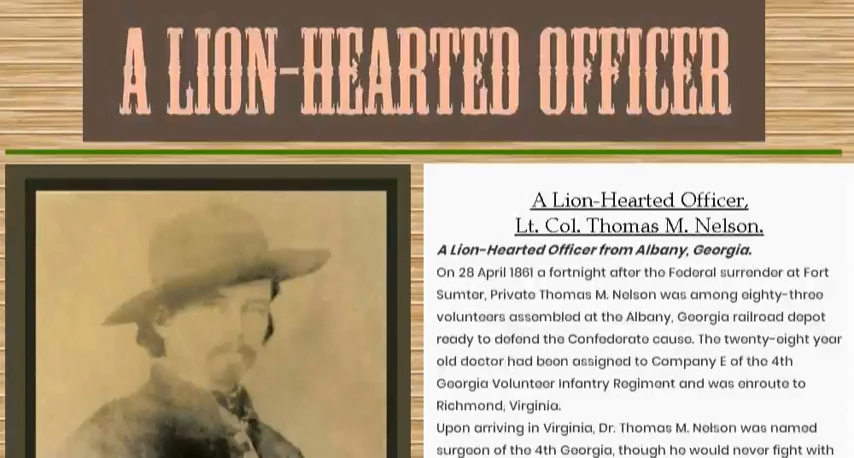 A LION-HEARTED OFFICER
A Lion-Hearted Officer,
Lt. Col. Thomas M. Nelson.
A Lion-Hearted Officer from Albany, Georgia.
On 28 April 1861 a fortnight after the Federal surrender at Fort
Sumter, Private Thomas M. Nelson was among eighty-three
volunteers assembled at the Albany, Georgia railroad depot
ready to defend the Confederate cause. The twenty-eight year
old doctor had been assigned to Company E of the 4th
Georgia Volunteer Infantry Regiment and was enroute to
Richmond, Virginia.
Upon arriving in Virginia, Dr. Thomas M. Nelson was named
surgeon of the 4th Georgia, though he would never fight with